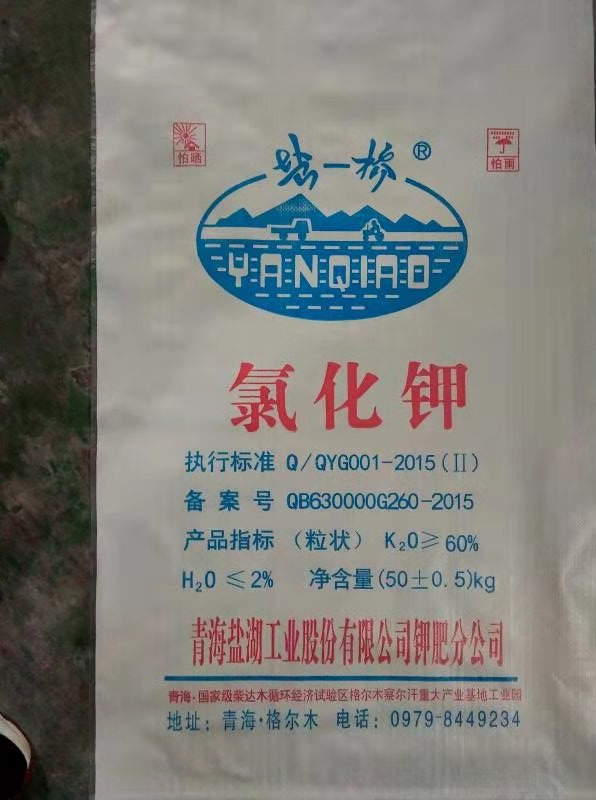 盐一桥®
怕晒
怕雨
YANQIAO
氯化钾
执行标准 Q/QYG001-2015(Ⅱ)
备案号 QB630000G260-2015
产品指标 (粒状) K₂O≥60%
H₂O≤2% 净含量(50±0.5)kg
青海盐湖工业股份有限公司钾肥分公司
青海·国家级柴达木循环经济试验区格尔木察尔汗重大产业基地工业园
地址：青海·格尔木 电话：0979-8449234